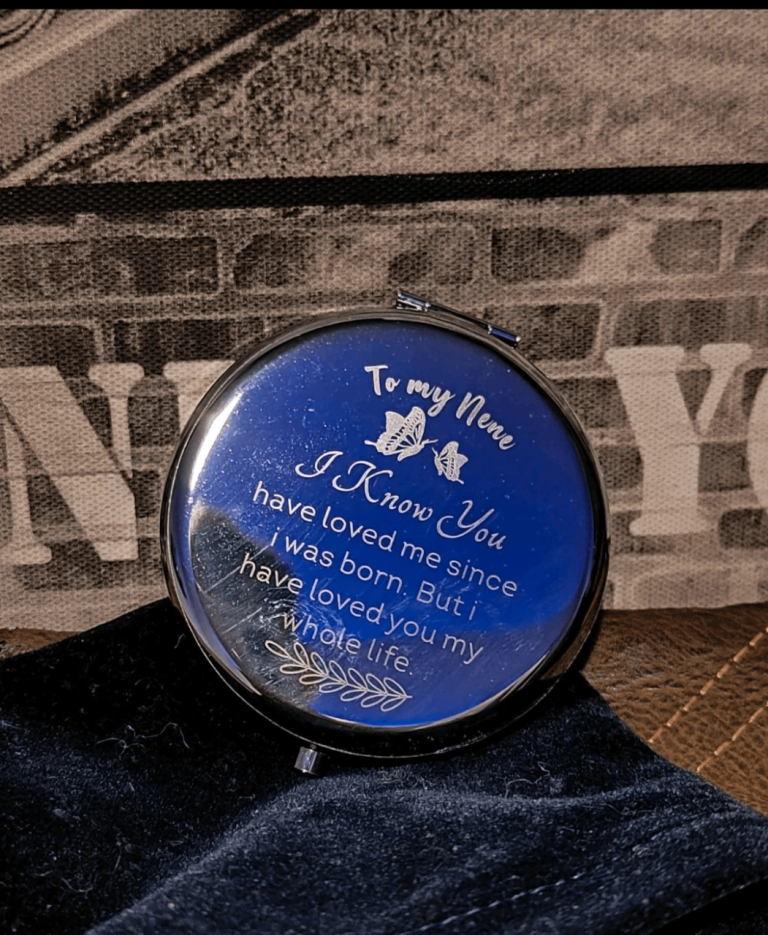 To my Nene
I Know You
have loved me since
i was born. But i
have loved you my
whole life.
N
Y